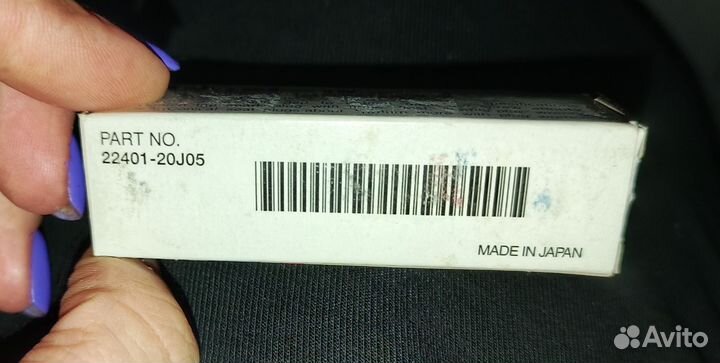 PART NO.
22401-20J05
MADE IN JAPAN
Avito